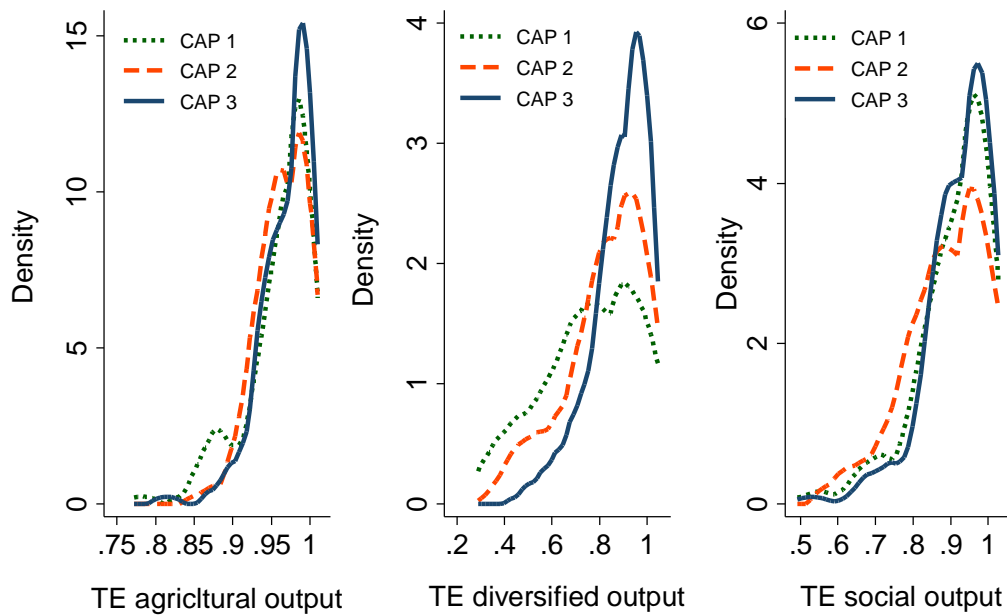 Density
15
10
5
0
CAP 1
CAP 2
CAP 3
.75 .8 .85 .9 .95 1
TE agricltural output
Density
4
3
2
1
0
CAP 1
CAP 2
CAP 3
.2 .4 .6 .8 1
TE diversified output
Density
6
4
2
0
CAP 1
CAP 2
CAP 3
.5 .6 .7 .8 .9 1
TE social output